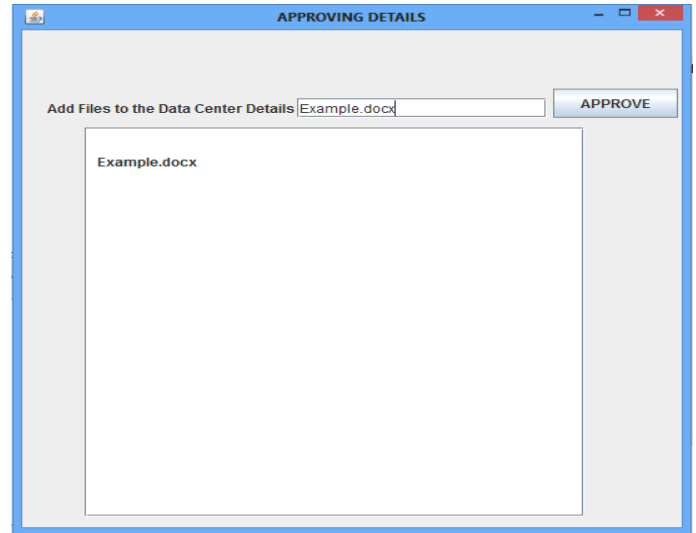 APPROVING DETAILS
Add Files to the Data Center Details Example.docx APPROVE
Example.docx